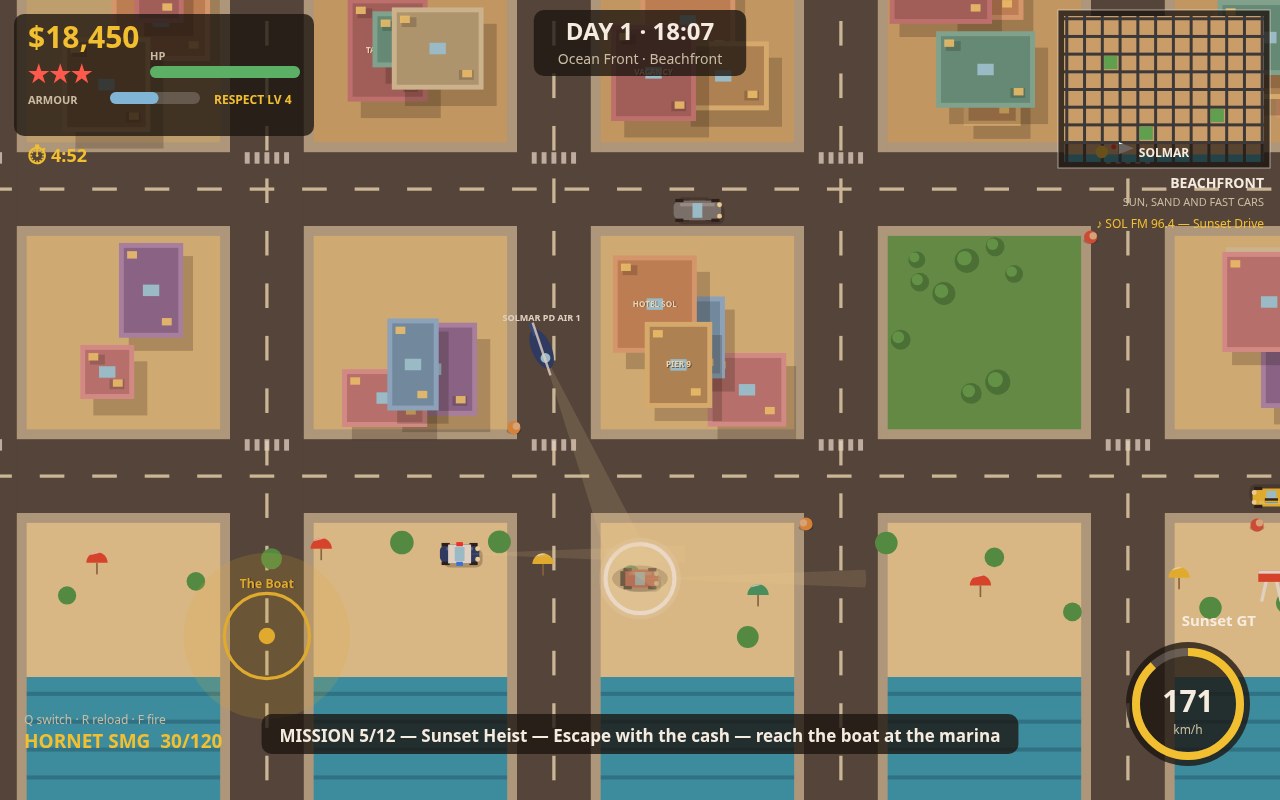 $18,450
HP
★★★
ARMOUR
RESPECT LV 4
⏱ 4:52
DAY 1 · 18:07
Ocean Front · Beachfront
VACANCY
SOLMAR
BEACHFRONT
SUN, SAND AND FAST CARS
♪ SOL FM 96.4 — Sunset Drive
HOTEL SOL
SOLMAR PD AIR 1
PIER 9
The Boat
Sunset GT
171
km/h
Q switch · R reload · F fire
HORNET SMG 30/120
MISSION 5/12 — Sunset Heist — Escape with the cash — reach the boat at the marina